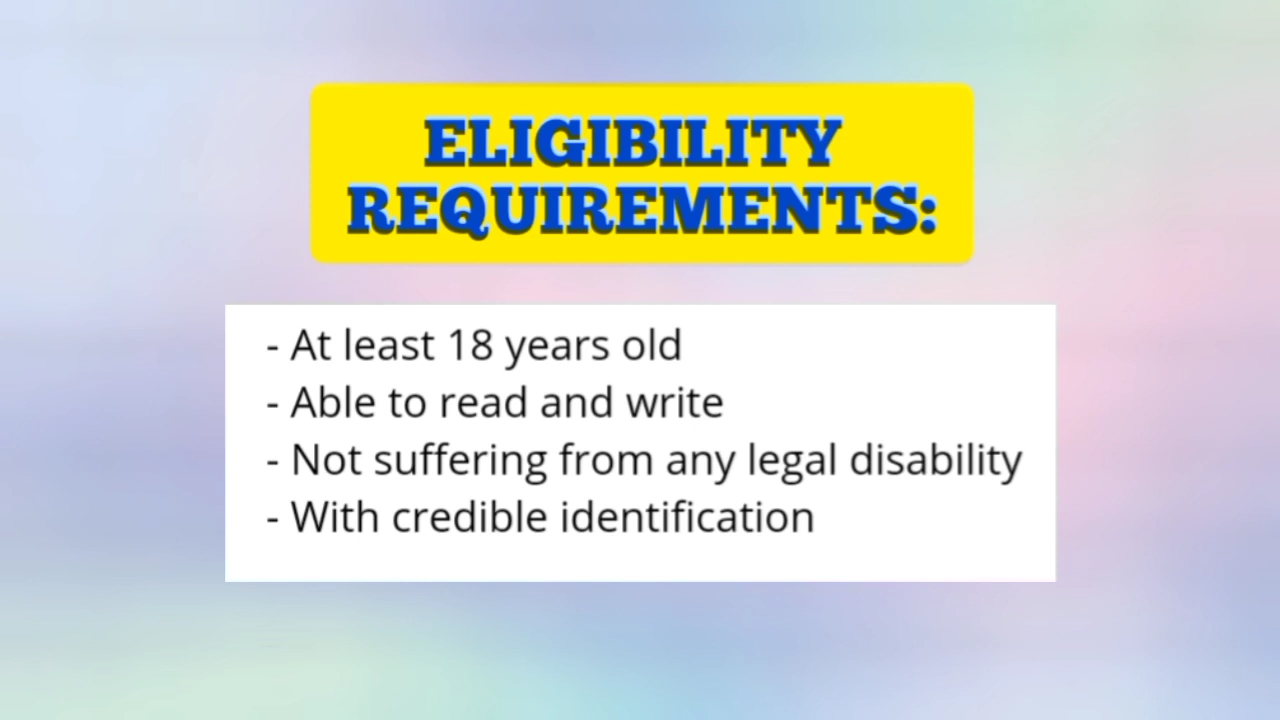 ELIGIBILITY
REQUIREMENTS:
- At least 18 years old
- Able to read and write
- Not suffering from any legal disability
- With credible identification